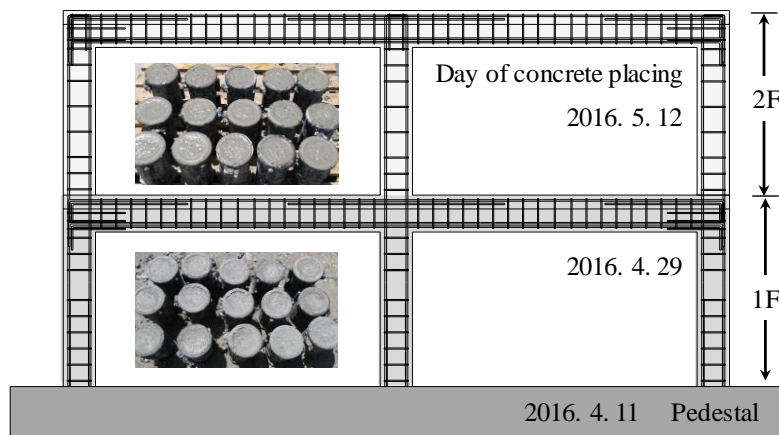 Day of concrete placing
2016. 5. 12
2F
2016. 4. 29
1F
2016. 4. 11 Pedestal